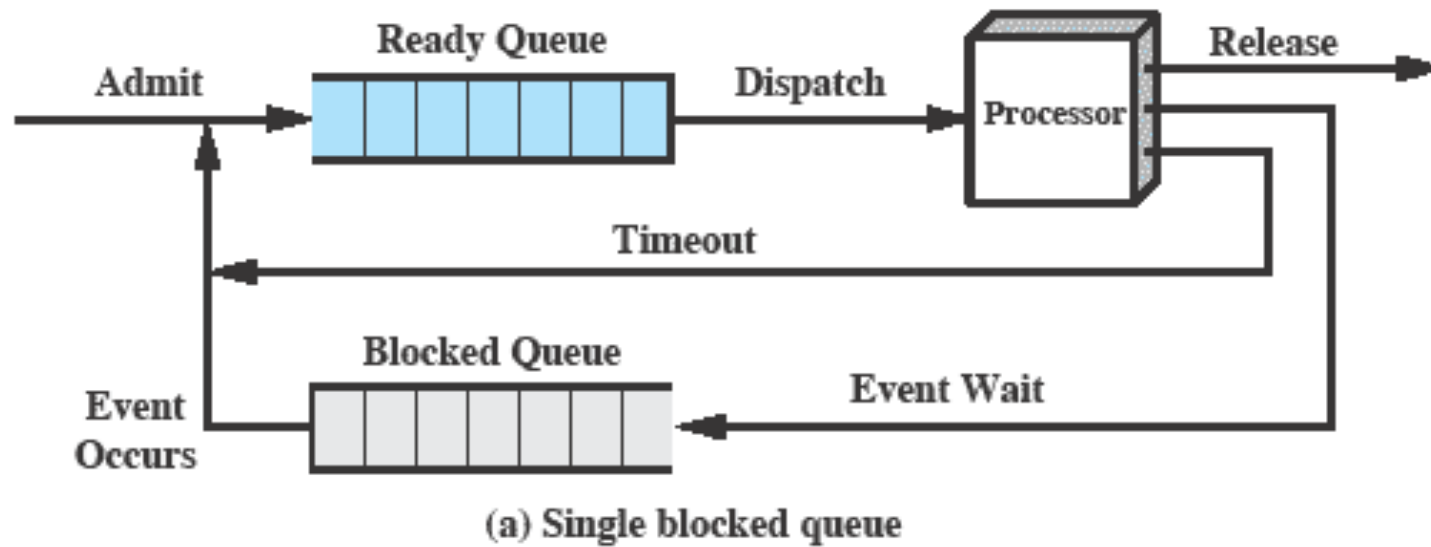 Ready Queue
Admit
Dispatch
Processor
Release
Timeout
Blocked Queue
Event Wait
Event
Occurs
(a) Single blocked queue